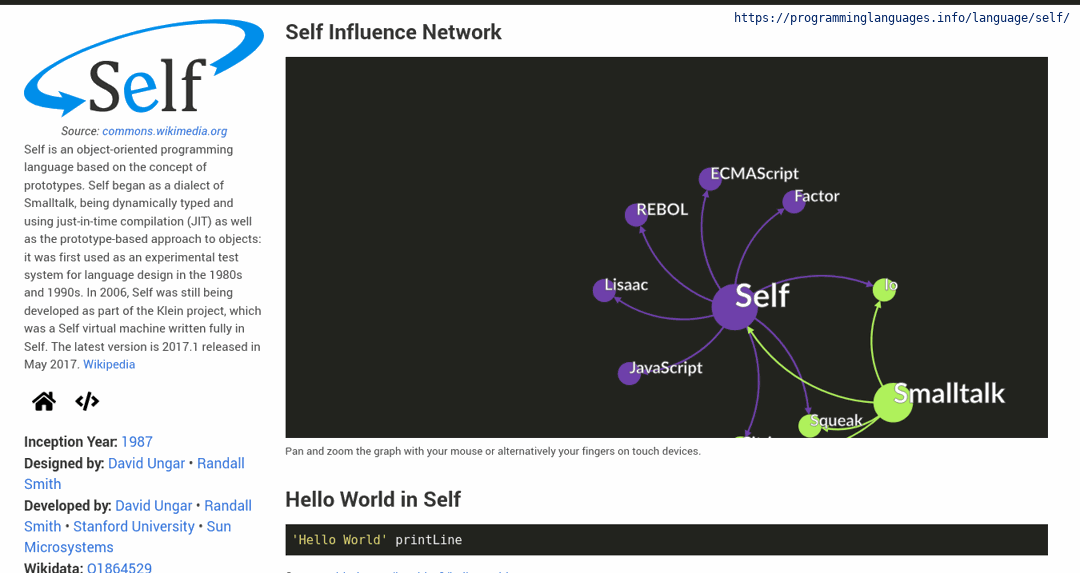 https://programminglanguages.info/language/self/
Self
Source: commons.wikimedia.org
Self is an object-oriented programming
language based on the concept of
prototypes. Self began as a dialect of
Smalltalk, being dynamically typed and
using just-in-time compilation (JIT) as well
as the prototype-based approach to objects:
it was first used as an experimental test
system for language design in the 1980s
and 1990s. In 2006, Self was still being
developed as part of the Klein project, which
was a Self virtual machine written fully in
Self. The latest version is 2017.1 released in
May 2017. Wikipedia
</>
Inception Year: 1987
Designed by: David Ungar • Randall
Smith
Developed by: David Ungar • Randall
Smith • Stanford University • Sun
Microsystems
Wikidata: Q1864529
Self Influence Network
ECMAScript
Factor
REBOL
Lisaac
Io
Self
JavaScript
Smalltalk
Squeak
Pan and zoom the graph with your mouse or alternatively your fingers on touch devices.
Hello World in Self
'Hello World' printLine